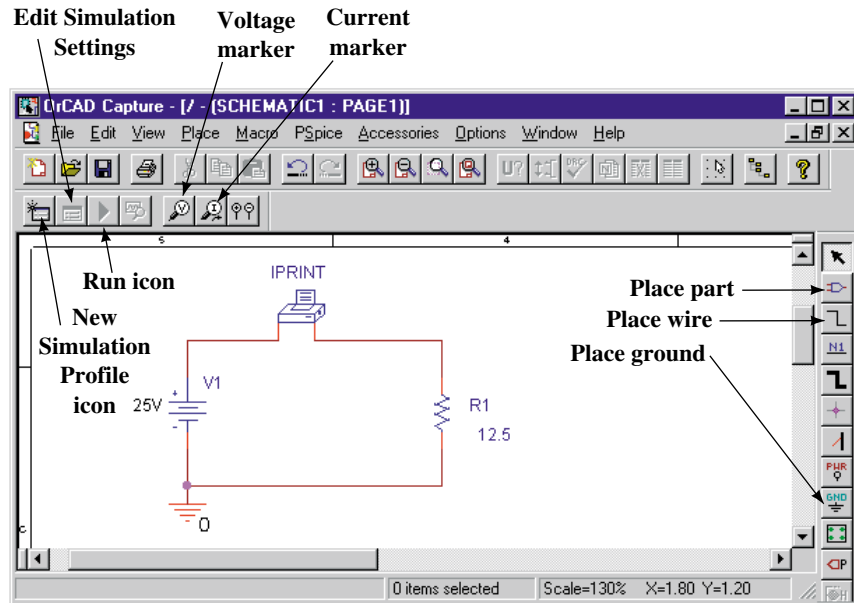 Edit Simulation
Settings
Voltage
marker
Current
marker
OrCAD Capture - [/ - (SCHEMATIC1 : PAGE1)]
File Edit View Place Macro PSpice Accessories Options Window Help
U?
DRC
V
I
5
4
Run icon
New
Simulation
Profile
icon
IPRINT
V1
25V
+
-
R1
12.5
0
C
Place part
Place wire
Place ground
N1
PWR
GND
P
H
0 items selected
Scale=130%
X=1.80 Y=1.20